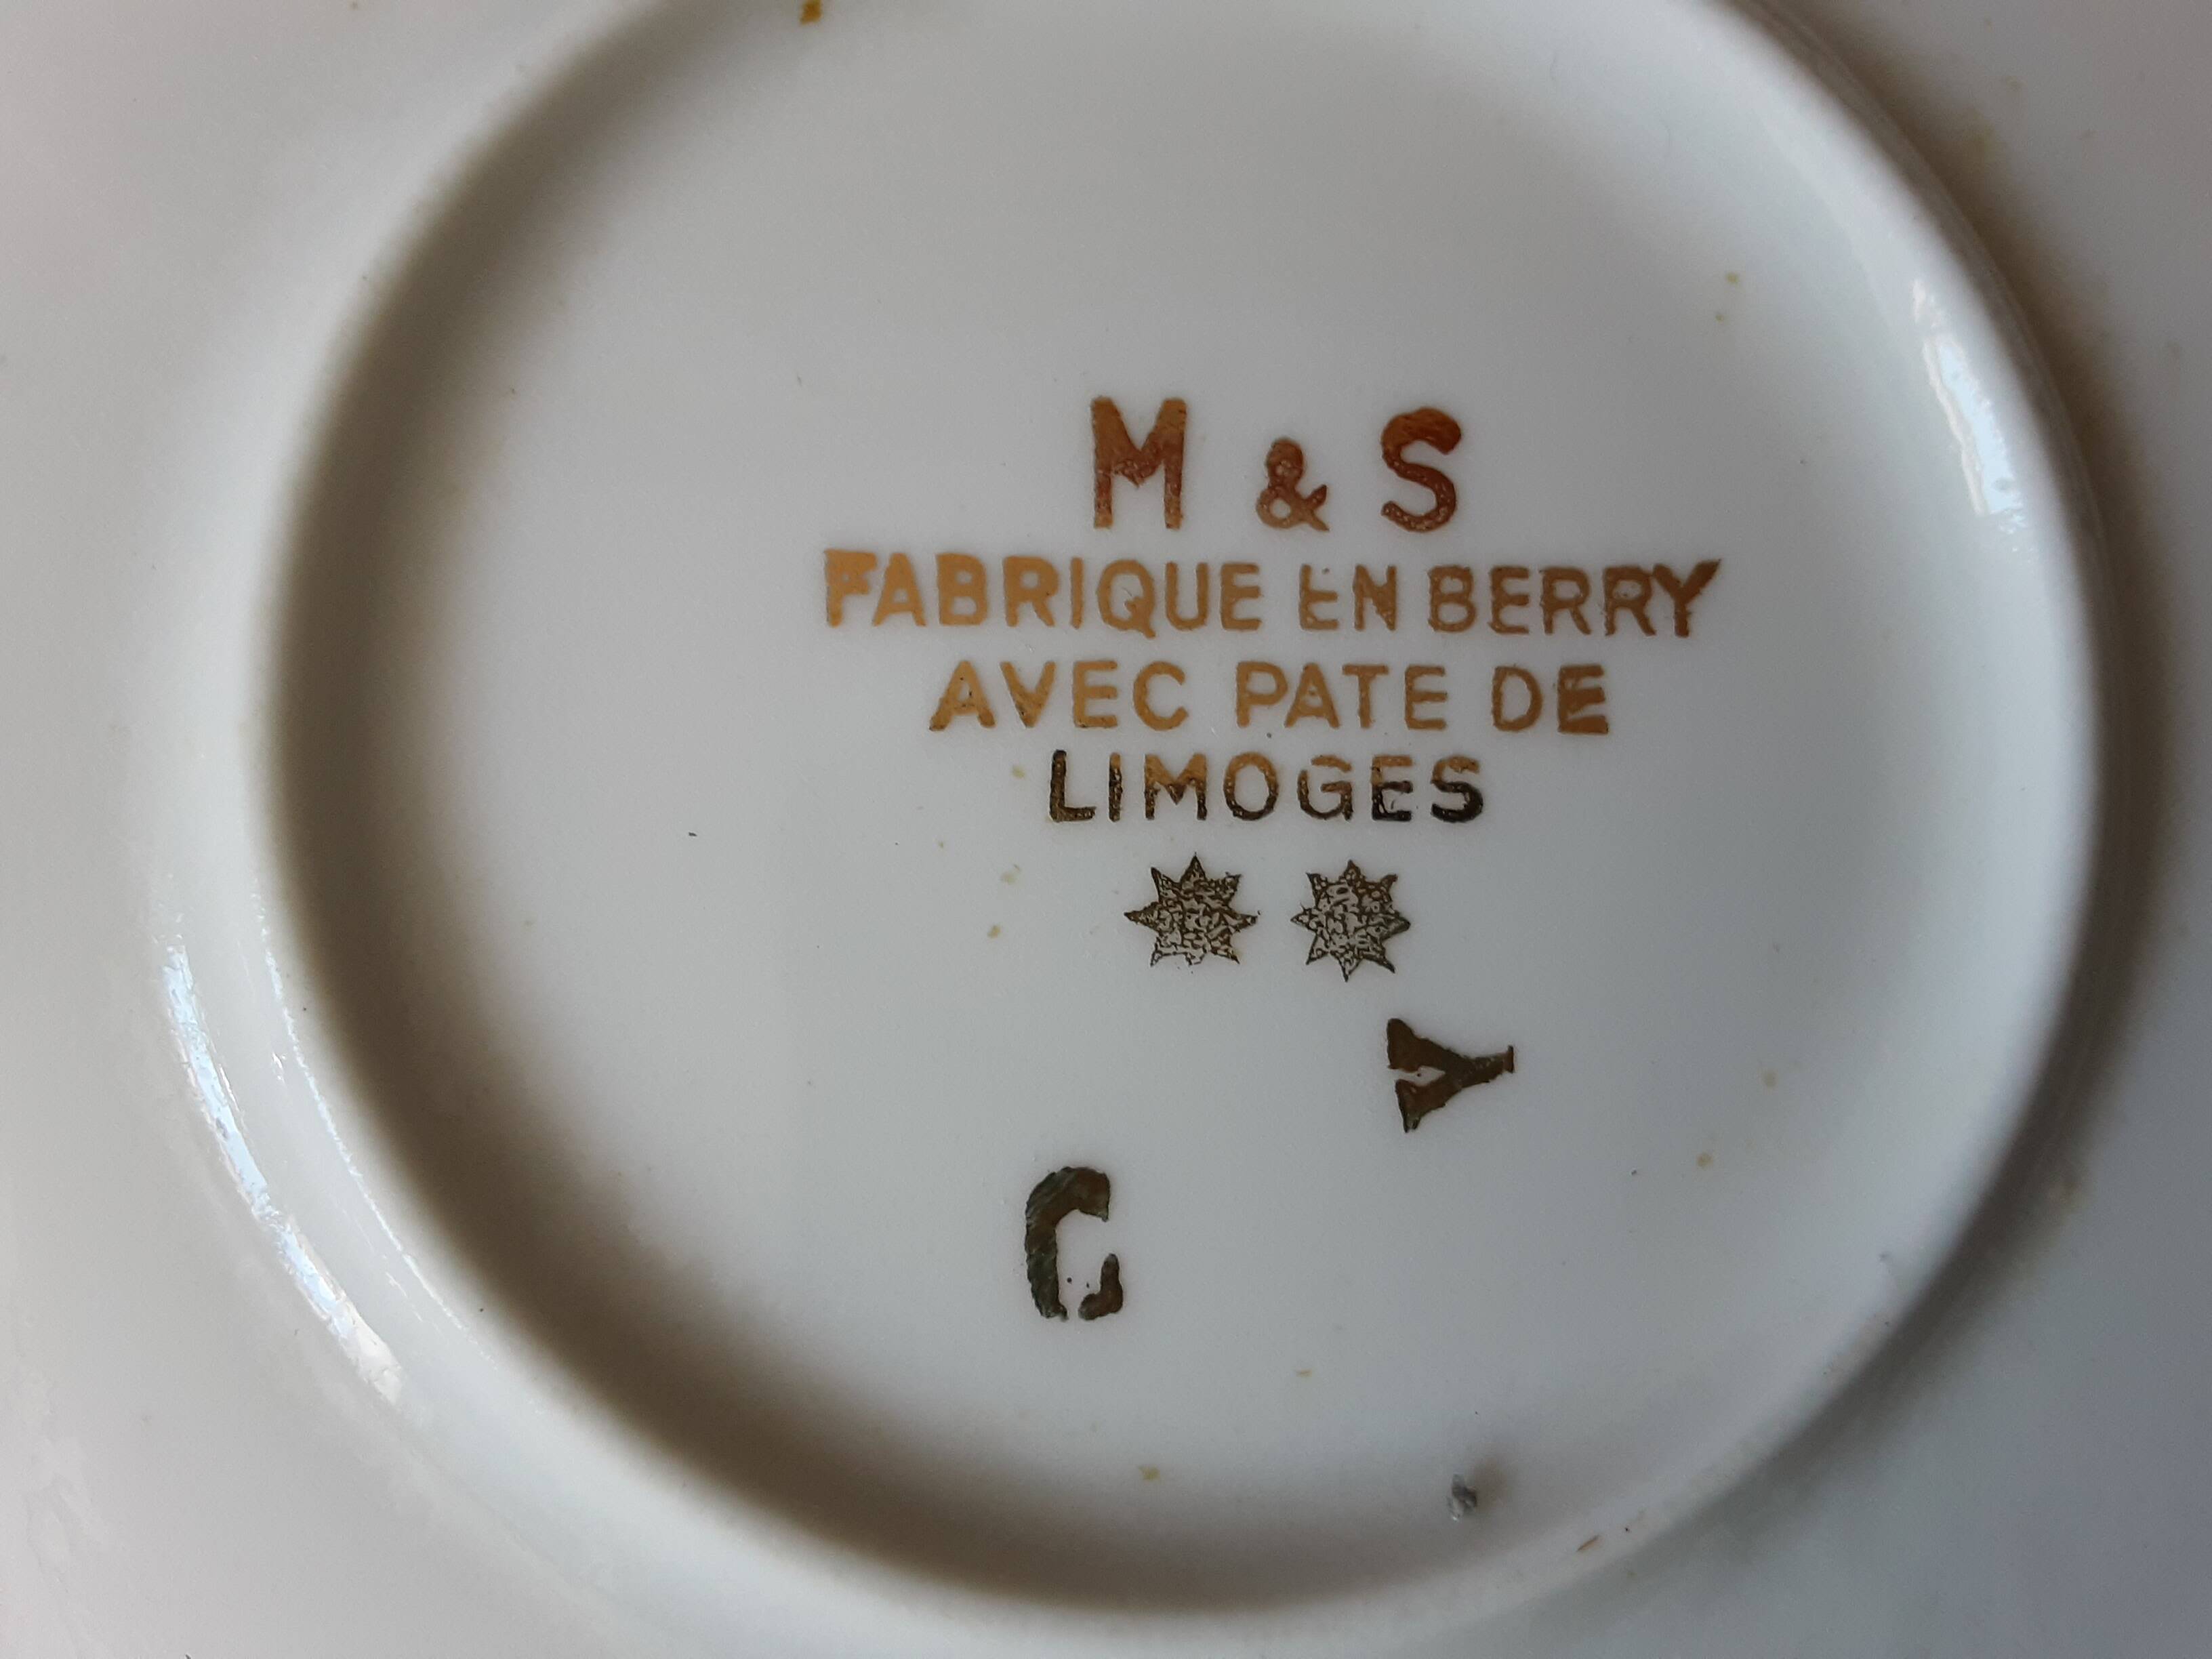 M & S
FABRIQUE EN BERRY
AVEC PATE DE
LIMOGES
A
C